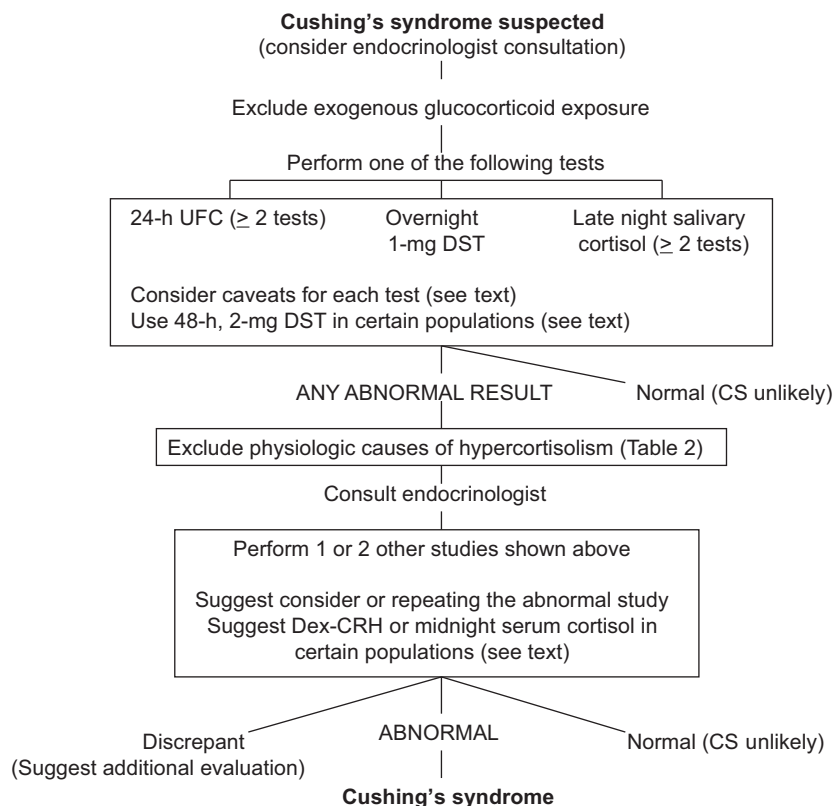 Cushing's syndrome suspected
(consider endocrinologist consultation)
Exclude exogenous glucocorticoid exposure
Perform one of the following tests
24-h UFC (≥ 2 tests)
Overnight
1-mg DST
Late night salivary
cortisol (≥ 2 tests)
Consider caveats for each test (see text)
Use 48-h, 2-mg DST in certain populations (see text)
ANY ABNORMAL RESULT
Normal (CS unlikely)
Exclude physiologic causes of hypercortisolism (Table 2)
Consult endocrinologist
Perform 1 or 2 other studies shown above
Suggest consider or repeating the abnormal study
Suggest Dex-CRH or midnight serum cortisol in
certain populations (see text)
Discrepant
(Suggest additional evaluation)
ABNORMAL
Normal (CS unlikely)
Cushing's syndrome